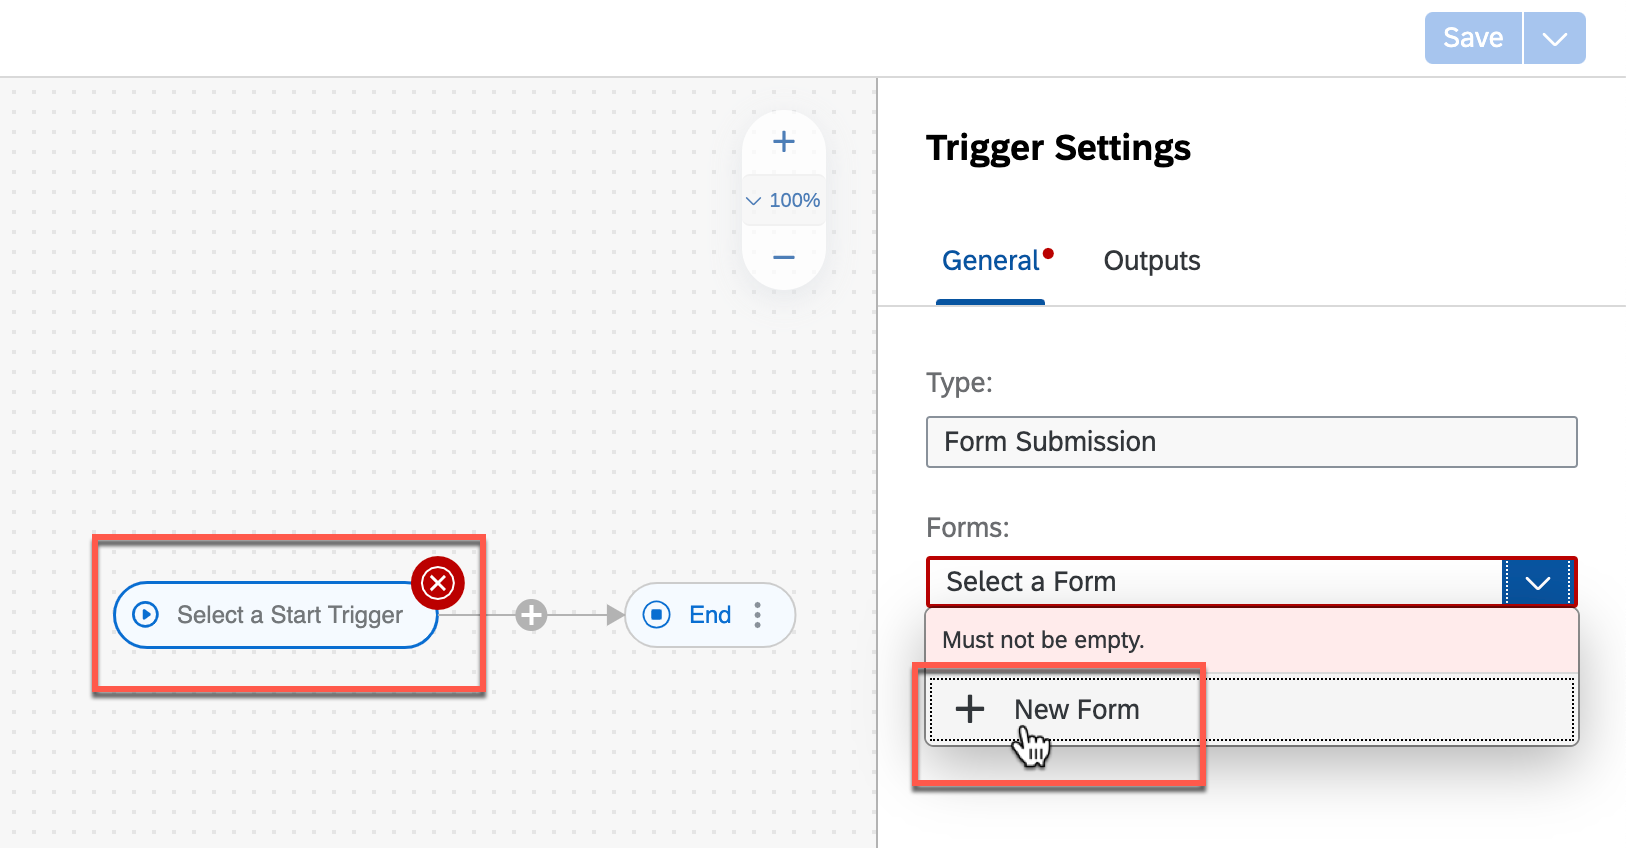 Save
100%
Trigger Settings
General
Outputs
Type:
Form Submission
Forms:
Select a Form
Must not be empty.
New Form
Select a Start Trigger
End